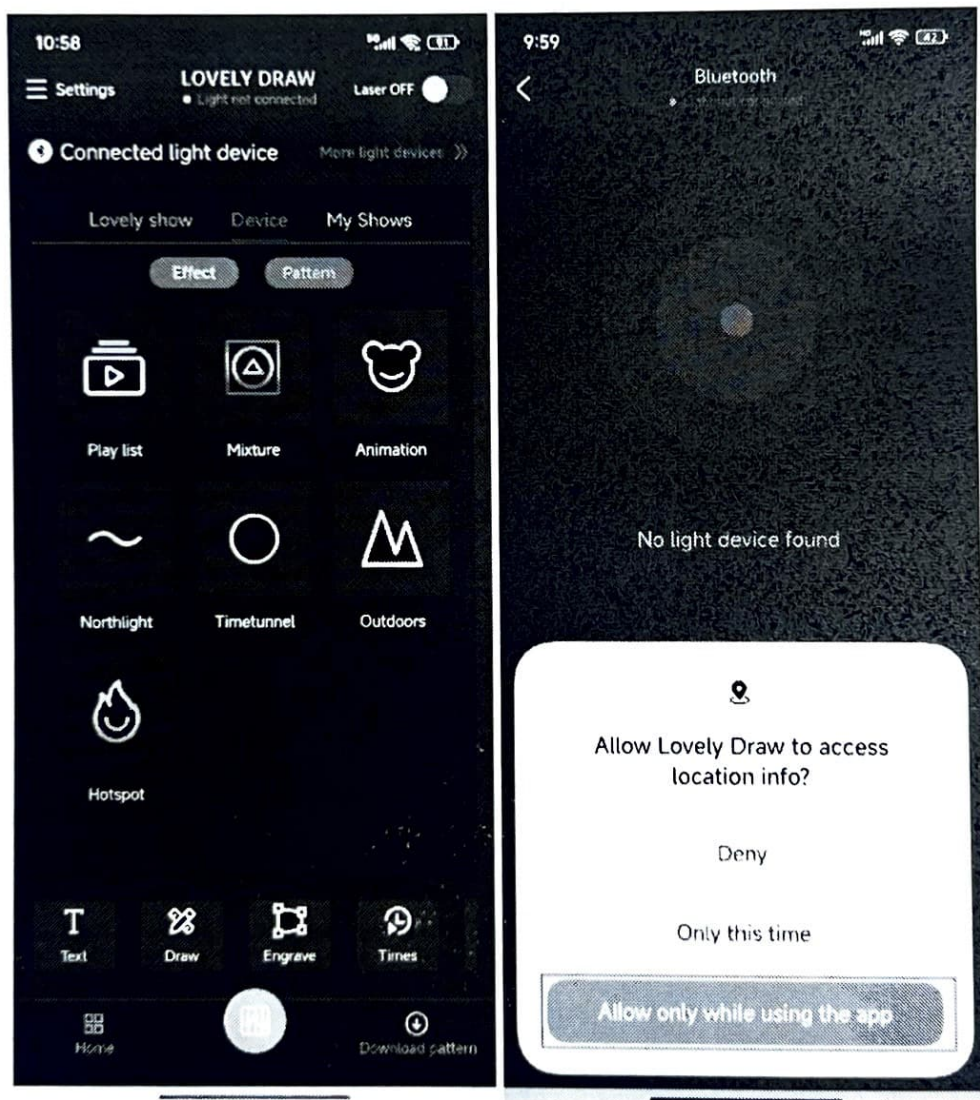 10:58
91
Settings
LOVELY DRAW
Light not connected
Laser OFF
Connected light device
More light devices
Lovely show
Device
My Shows
Effect
Pattern
Play list
Mixture
Animation
Northlight
Timetunnel
Outdoors
Hotspot
T
Text
Draw
Engrave
Times
Home
Download pattern
9:59
42
Bluetooth
No light device found
Allow Lovely Draw to access
location info?
Deny
Only this time
Allow only while using the app